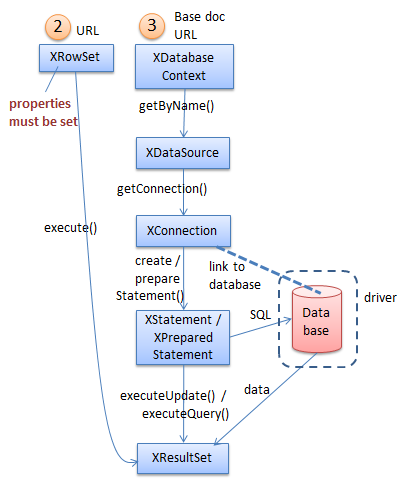 2
URL
3
Base doc
URL
XRowSet
XDatabase
Context
properties
must be set
getByName()
XDataSource
getConnection()
execute()
XConnection
create /
prepare
Statement()
link to
database
driver
Data
base
SQL
XStatement /
XPrepared
Statement
executeUpdate() /
executeQuery()
data
XResultSet